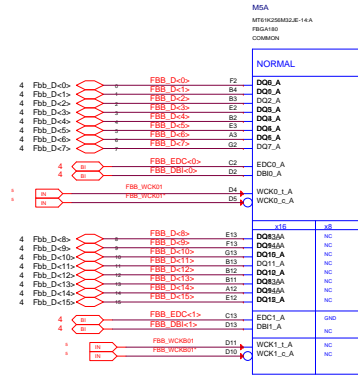 M5A
MT61K256M32JE-14:A
FBGA180
COMMON
NORMAL
4 Fbb_D<0> FBB_D<0> F2
4 Fbb_D<1> FBB_D<1> B4
4 Fbb_D<2> FBB_D<2> B3 DQ2_A
4 Fbb_D<3> FBB_D<3> E2
4 Fbb_D<4> FBB_D<4> B2
4 Fbb_D<5> FBB_D<5> E3
4 Fbb_D<6> FBB_D<6> A3
4 Fbb_D<7> FBB_D<7> G2 DQ7_A
4 BI FBB_EDC<0> C2 EDC0_A
4 BI FBB_DBI<0> D2 DBI0_A
IN FBB_WCK01 D4 WCK0_t_A
IN FBB_WCK01* D5 WCK0_c_A
x16 x8
4 Fbb_D<8> FBB_D<8> E13 NC
4 Fbb_D<9> FBB_D<9> F13 NC
4 Fbb_D<10> FBB_D<10> G13 NC
4 Fbb_D<11> FBB_D<11> B13 DQ11_A NC
4 Fbb_D<12> FBB_D<12> B12 NC
4 Fbb_D<13> FBB_D<13> B11 NC
4 Fbb_D<14> FBB_D<14> A12 NC
4 Fbb_D<15> FBB_D<15> E12 NC
4 BI FBB_EDC<1> C13 EDC1_A GND
4 BI FBB_DBI<1> D13 DBI1_A NC
IN FBB_WCKB01 D11 WCK1_t_A NC
IN FBB_WCKB01* D10 WCK1_c_A NC